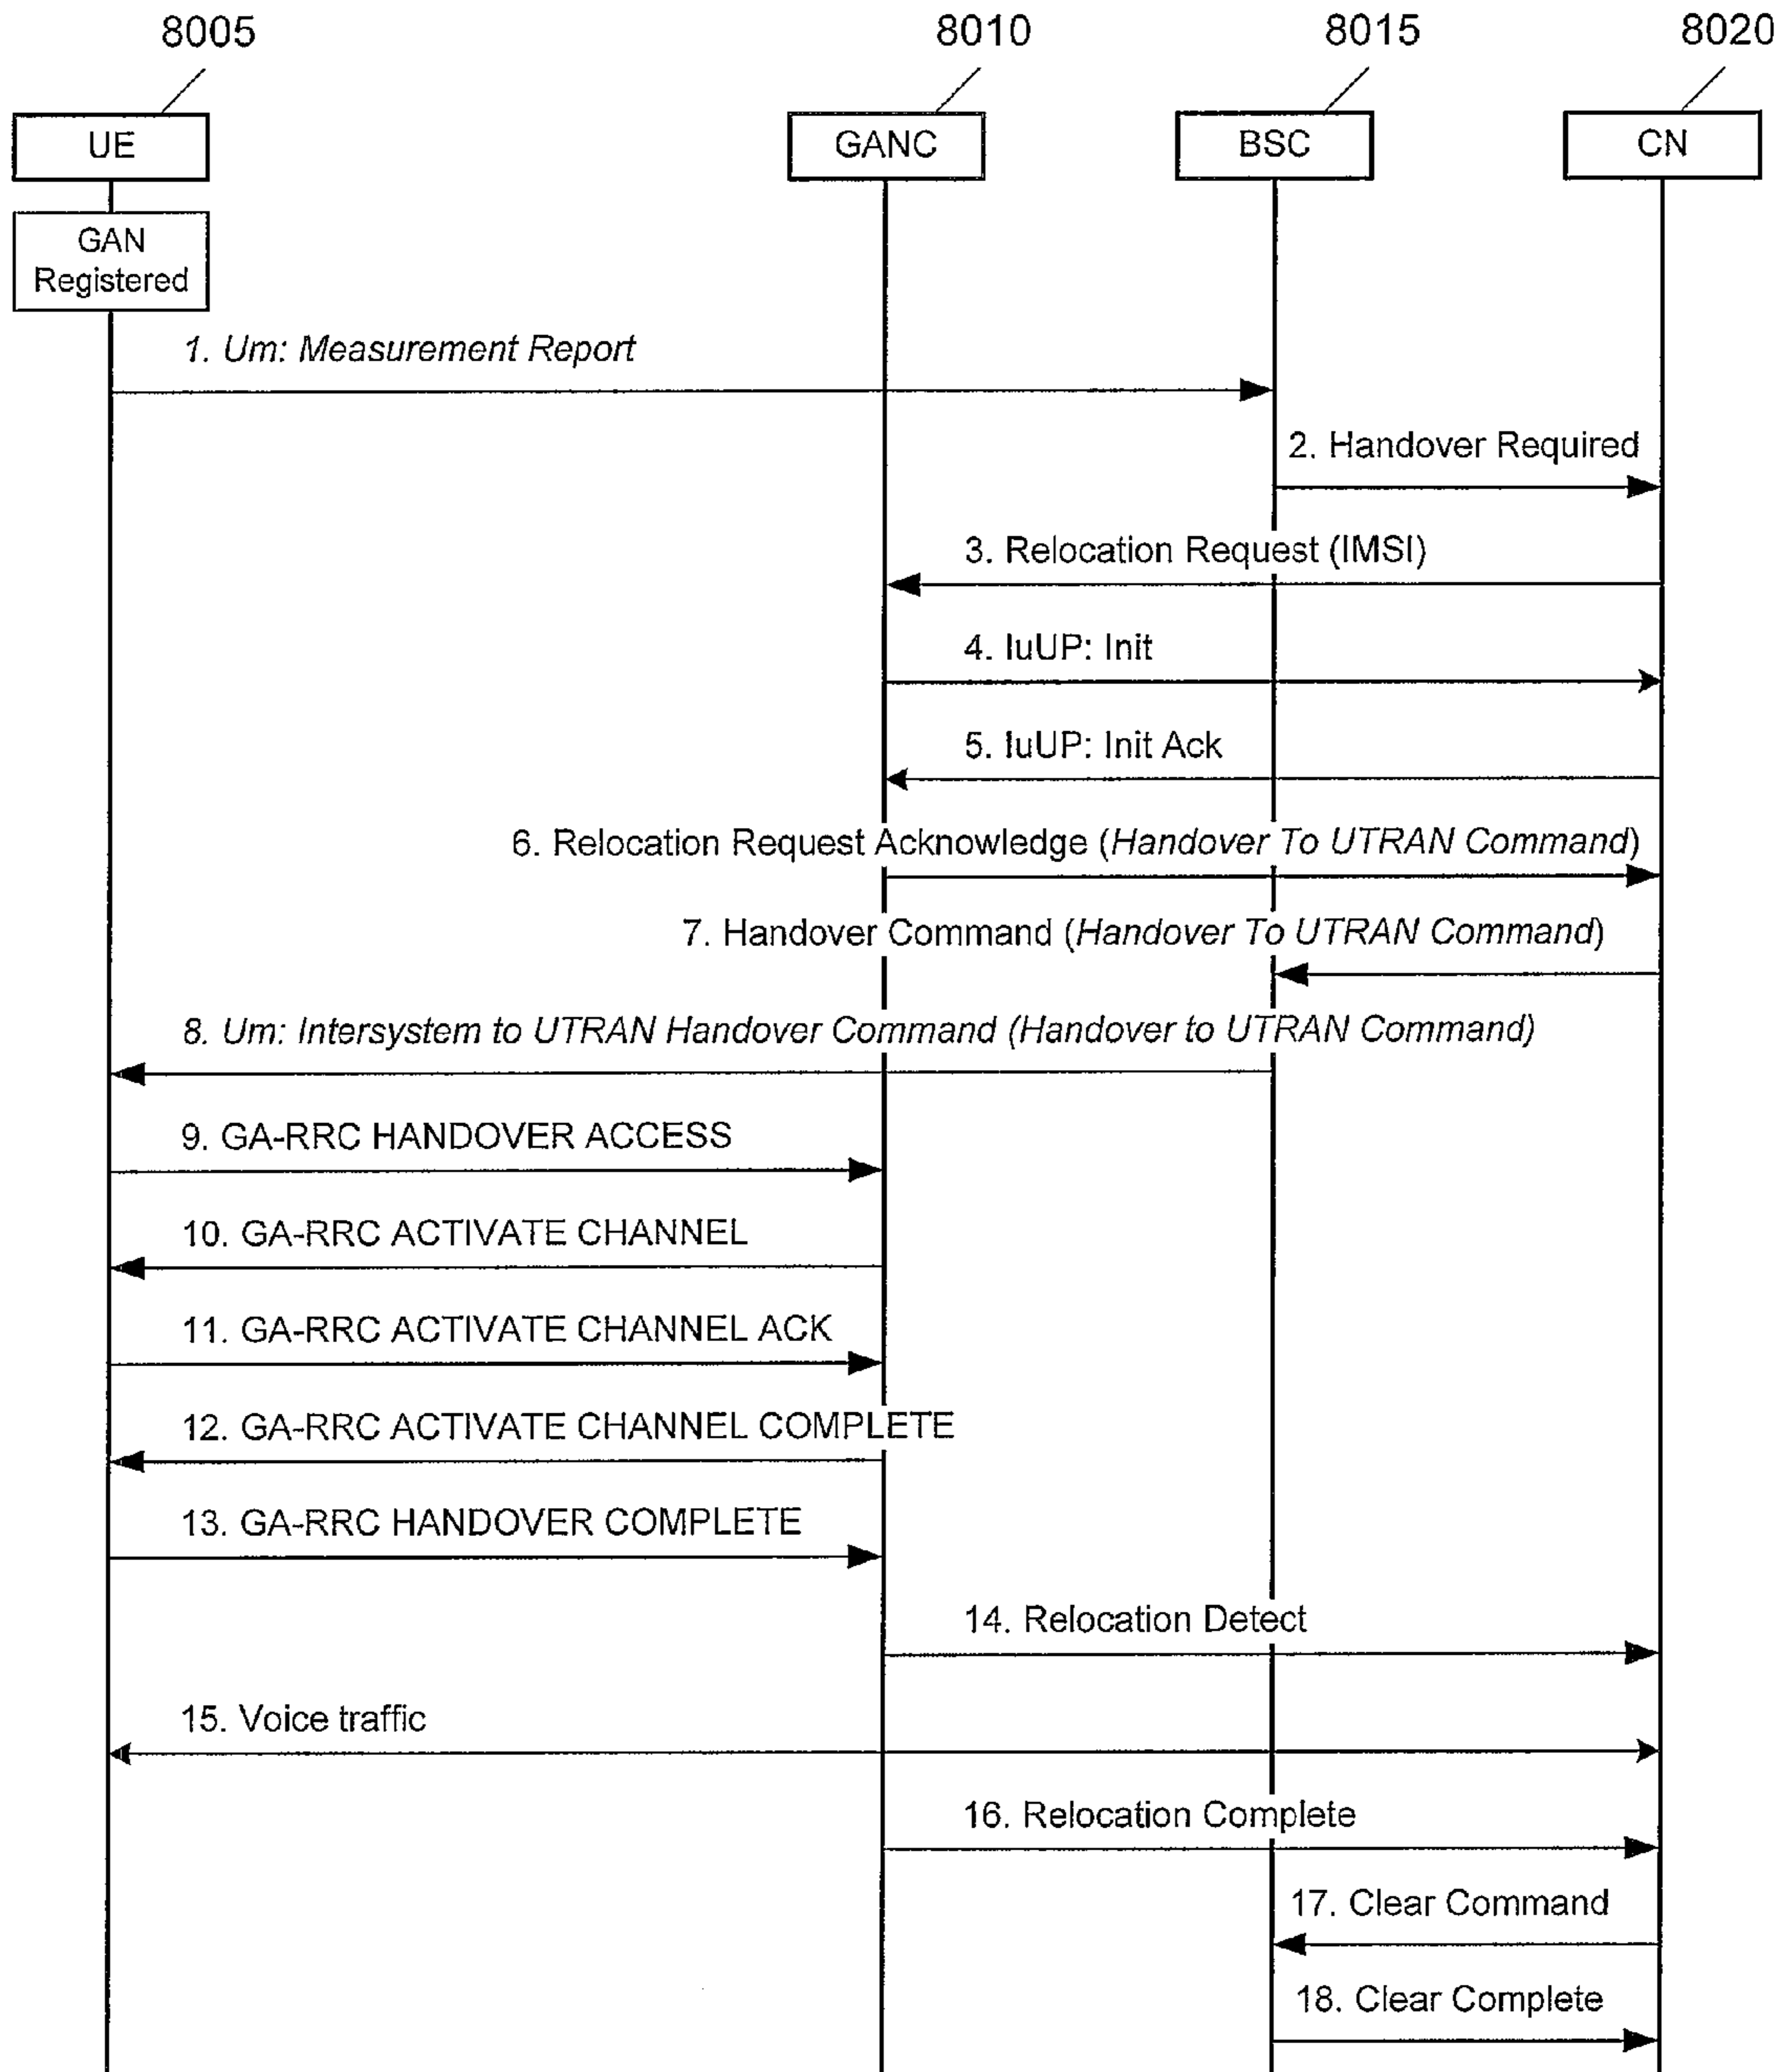 8005 8010 8015 8020
UE GANC BSC CN
GAN
Registered
1. Um: Measurement Report
2. Handover Required
3. Relocation Request (IMSI)
4. IuUP: Init
5. IuUP: Init Ack
6. Relocation Request Acknowledge (Handover To UTRAN Command)
7. Handover Command (Handover To UTRAN Command)
8. Um: Intersystem to UTRAN Handover Command (Handover to UTRAN Command)
9. GA-RRC HANDOVER ACCESS
10. GA-RRC ACTIVATE CHANNEL
11. GA-RRC ACTIVATE CHANNEL ACK
12. GA-RRC ACTIVATE CHANNEL COMPLETE
13. GA-RRC HANDOVER COMPLETE
14. Relocation Detect
15. Voice traffic
16. Relocation Complete
17. Clear Command
18. Clear Complete